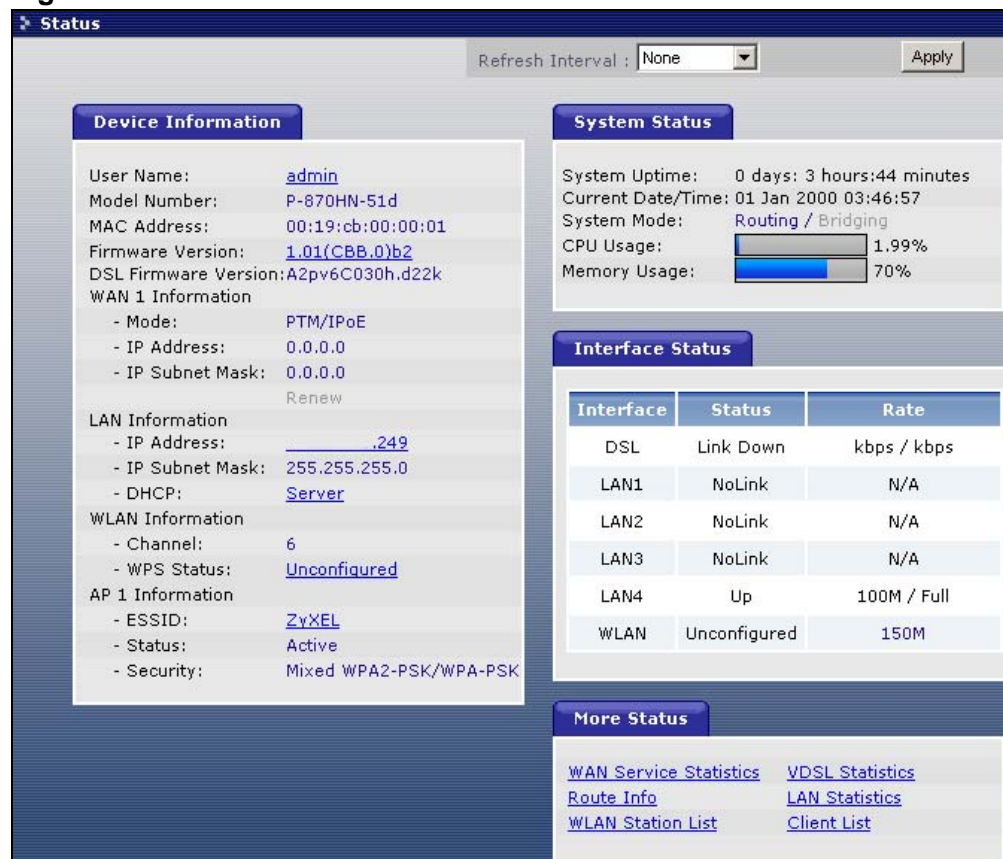 Status
Refresh Interval : None Apply
Device Information
User Name: admin
Model Number: P-870HN-51d
MAC Address: 00:19:cb:00:00:01
Firmware Version: 1.01(CBB.0)b2
DSL Firmware Version:A2pv6C030h.d22k
WAN 1 Information
- Mode: PTM/IPoE
- IP Address: 0.0.0.0
- IP Subnet Mask: 0.0.0.0
Renew
LAN Information
- IP Address: .249
- IP Subnet Mask: 255.255.255.0
- DHCP: Server
WLAN Information
- Channel: 6
- WPS Status: Unconfigured
AP 1 Information
- ESSID: ZyXEL
- Status: Active
- Security: Mixed WPA2-PSK/WPA-PSK
System Status
System Uptime: 0 days: 3 hours:44 minutes
Current Date/Time: 01 Jan 2000 03:46:57
System Mode: Routing / Bridging
CPU Usage: 1.99%
Memory Usage: 70%
Interface Status
Interface Status Rate
DSL Link Down kbps / kbps
LAN1 NoLink N/A
LAN2 NoLink N/A
LAN3 NoLink N/A
LAN4 Up 100M / Full
WLAN Unconfigured 150M
More Status
WAN Service Statistics VDSL Statistics
Route Info LAN Statistics
WLAN Station List Client List